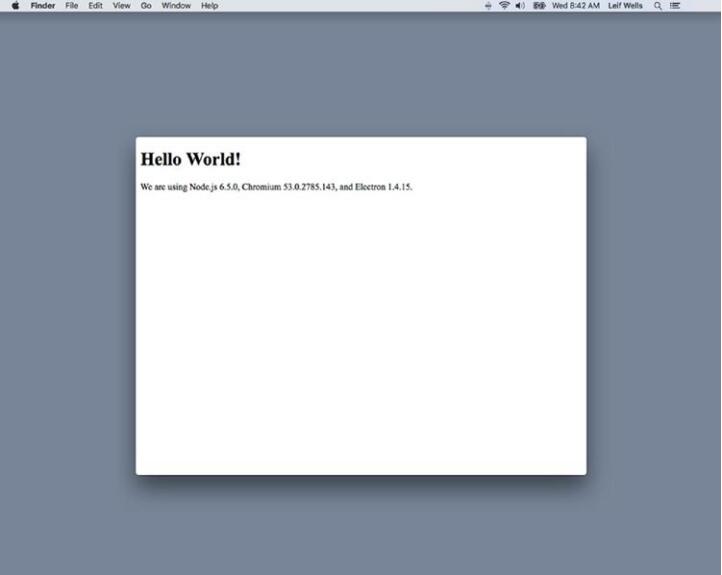 Finder File Edit View Go Window Help Wed 8:42 AM Leif Wells
Hello World!
We are using Node.js 6.5.0, Chromium 53.0.2785.143, and Electron 1.4.15.